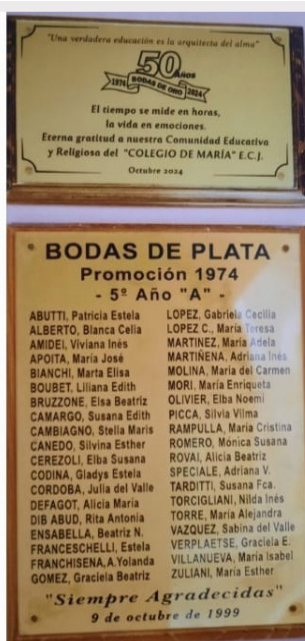 "Una verdadera educación es la arquitecta del alma"
50 AÑOS
1974 BODAS DE ORO 2024
El tiempo se mide en horas,
la vida en emociones.
Eterna gratitud a nuestra Comunidad Educativa
y Religiosa del "COLEGIO DE MARÍA" E.C.J.
Octubre 2024
BODAS DE PLATA
Promoción 1974
- 5º Año "A" -
ABUTTI, Patricia Estela
ALBERTO, Blanca Celia
AMIDEI, Viviana Inés
APOITA, María José
BIANCHI, Marta Elisa
BOUBET, Liliana Edith
BRUZZONE, Elsa Beatriz
CAMARGO, Susana Edith
CAMBIAGNO, Stella Maris
CANEDO, Silvina Esther
CEREZOLI, Elba Susana
CODINA, Gladys Estela
CORDOBA, Julia del Valle
DEFAGOT, Alicia María
DIB ABUD, Rita Antonia
ENSABELLA, Beatriz N.
FRANCESCHELLI, Estela
FRANCHISENA, A.Yolanda
GOMEZ, Graciela Beatriz
LOPEZ, Gabriela Cecilia
LOPEZ C., María Teresa
MARTINEZ, María Adela
MARTIÑENA, Adriana Inés
MOLINA, María del Carmen
MORI, María Enriqueta
OLIVIER, Elba Noemi
PICCA, Silvia Vilma
RAMPULLA, María Cristina
ROMERO, Mónica Susana
ROVAI, Alicia Beatriz
SPECIALE, Adriana V.
TARDITTI, Susana Fca.
TORCIGLIANI, Nilda Inés
TORRE, María Alejandra
VAZQUEZ, Sabina del Valle
VERPLAETSE, Graciela E.
VILLANUEVA, María Isabel
ZULIANI, María Esther
"Siempre Agradecidas"
9 de octubre de 1999